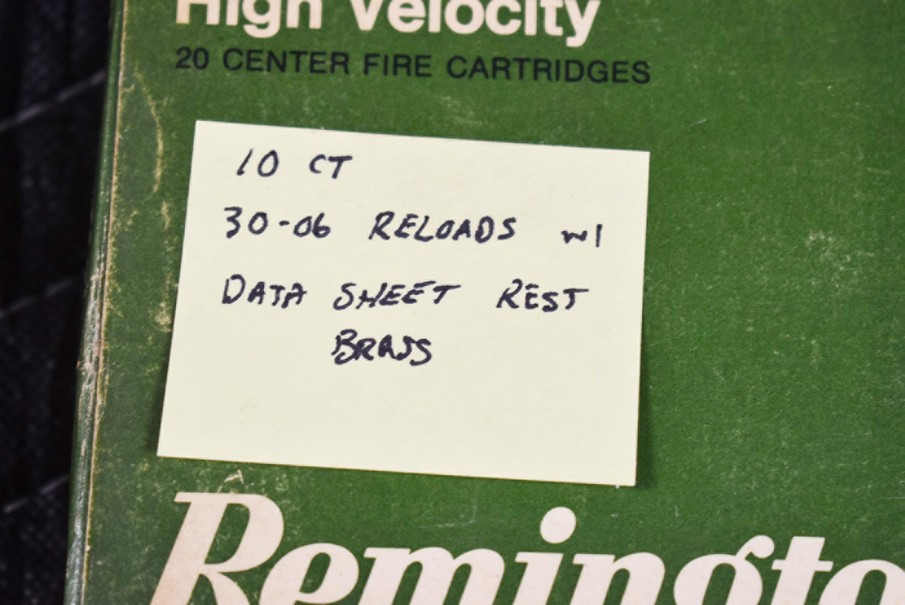 High Velocity
20 CENTER FIRE CARTRIDGES
10 CT
30-06 RELOADS w/
DATA SHEET REST
BRASS
Remingto